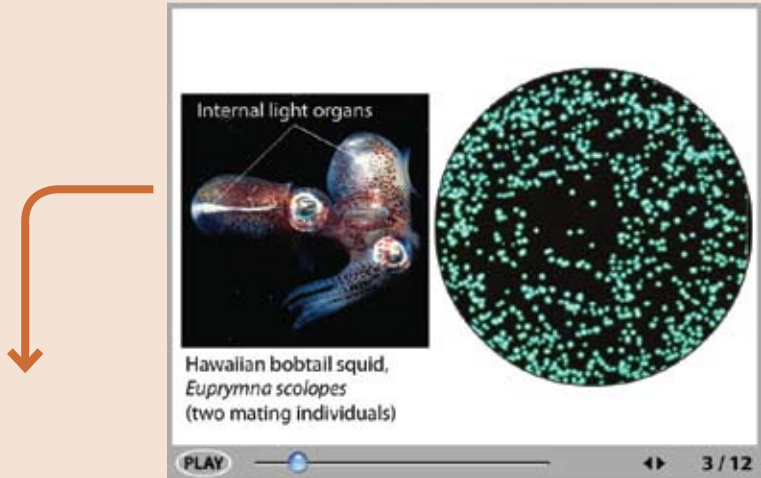 Internal light organs
Hawaiian bobtail squid,
Euprymna scolopes
(two mating individuals)
PLAY
3 / 12